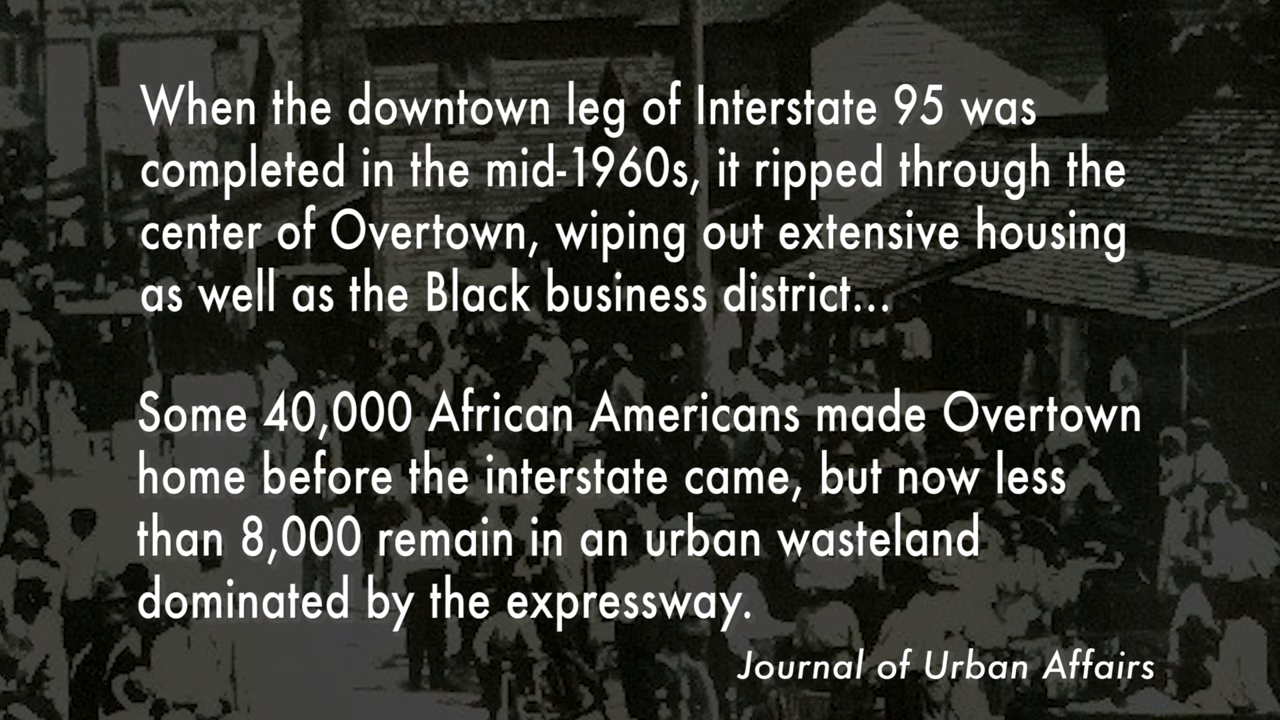 When the downtown leg of Interstate 95 was
completed in the mid-1960s, it ripped through the
center of Overtown, wiping out extensive housing
as well as the Black business district...
Some 40,000 African Americans made Overtown
home before the interstate came, but now less
than 8,000 remain in an urban wasteland
dominated by the expressway.
Journal of Urban Affairs